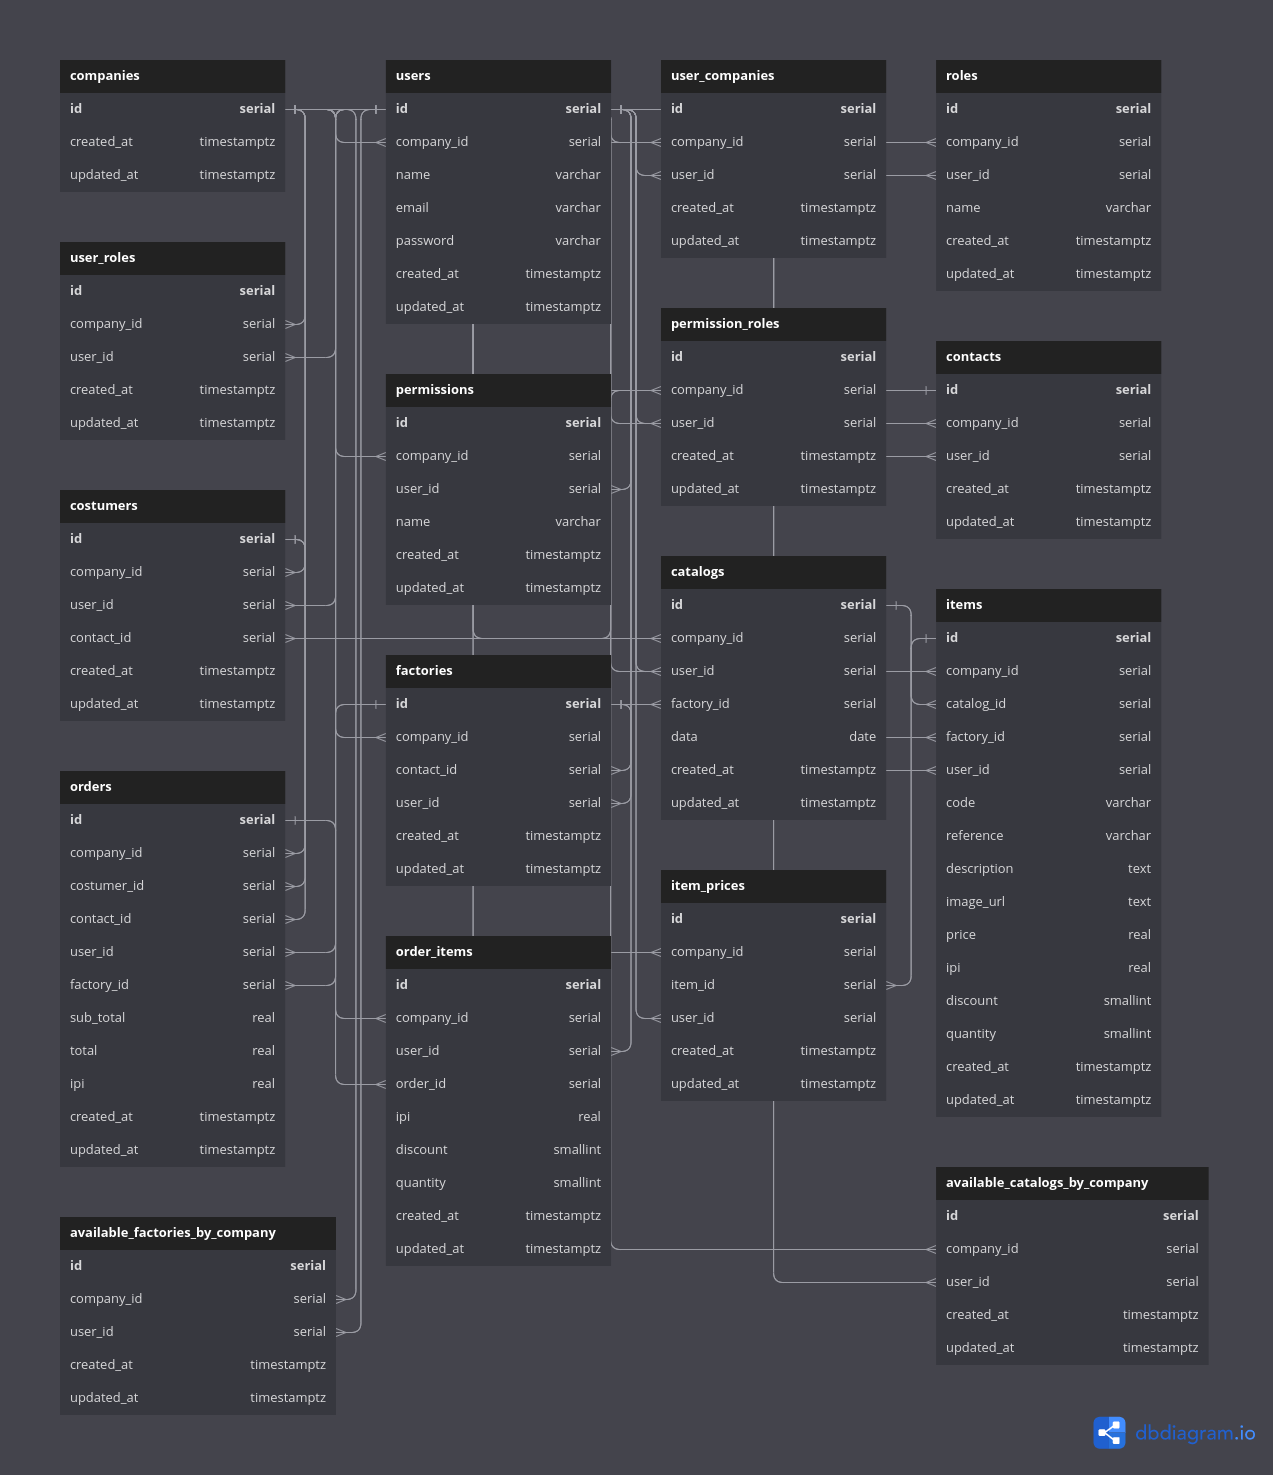 companies
id serial
created_at timestamptz
updated_at timestamptz
user_roles
id serial
company_id serial
user_id serial
created_at timestamptz
updated_at timestamptz
costumers
id serial
company_id serial
user_id serial
contact_id serial
created_at timestamptz
updated_at timestamptz
orders
id serial
company_id serial
costumer_id serial
contact_id serial
user_id serial
factory_id serial
sub_total real
total real
ipi real
created_at timestamptz
updated_at timestamptz
available_factories_by_company
id serial
company_id serial
user_id serial
created_at timestamptz
updated_at timestamptz
users
id serial
company_id serial
name varchar
email varchar
password varchar
created_at timestamptz
updated_at timestamptz
permissions
id serial
company_id serial
user_id serial
name varchar
created_at timestamptz
updated_at timestamptz
factories
id serial
company_id serial
contact_id serial
user_id serial
created_at timestamptz
updated_at timestamptz
order_items
id serial
company_id serial
user_id serial
order_id serial
ipi real
discount smallint
quantity smallint
created_at timestamptz
updated_at timestamptz
user_companies
id serial
company_id serial
user_id serial
created_at timestamptz
updated_at timestamptz
permission_roles
id serial
company_id serial
user_id serial
created_at timestamptz
updated_at timestamptz
catalogs
id serial
company_id serial
user_id serial
factory_id serial
data date
created_at timestamptz
updated_at timestamptz
item_prices
id serial
company_id serial
item_id serial
user_id serial
created_at timestamptz
updated_at timestamptz
roles
id serial
company_id serial
user_id serial
name varchar
created_at timestamptz
updated_at timestamptz
contacts
id serial
company_id serial
user_id serial
created_at timestamptz
updated_at timestamptz
items
id serial
company_id serial
catalog_id serial
factory_id serial
user_id serial
code varchar
reference varchar
description text
image_url text
price real
ipi real
discount smallint
quantity smallint
created_at timestamptz
updated_at timestamptz
available_catalogs_by_company
id serial
company_id serial
user_id serial
created_at timestamptz
updated_at timestamptz
dbdiagram.io